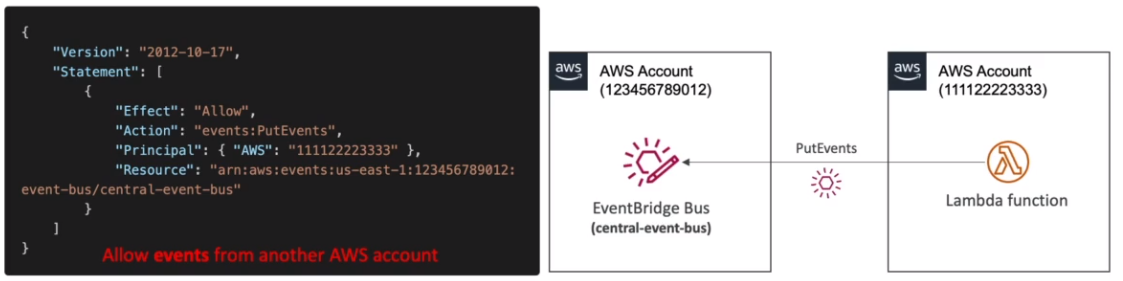 {
"Version": "2012-10-17",
"Statement": [
{
"Effect": "Allow",
"Action": "events:PutEvents",
"Principal": { "AWS": "111122223333" },
"Resource": "arn:aws:events:us-east-1:123456789012:
event-bus/central-event-bus"
}
]
}
Allow events from another AWS account
aws
AWS Account
(123456789012)
EventBridge Bus
(central-event-bus)
PutEvents
aws
AWS Account
(111122223333)
Lambda function